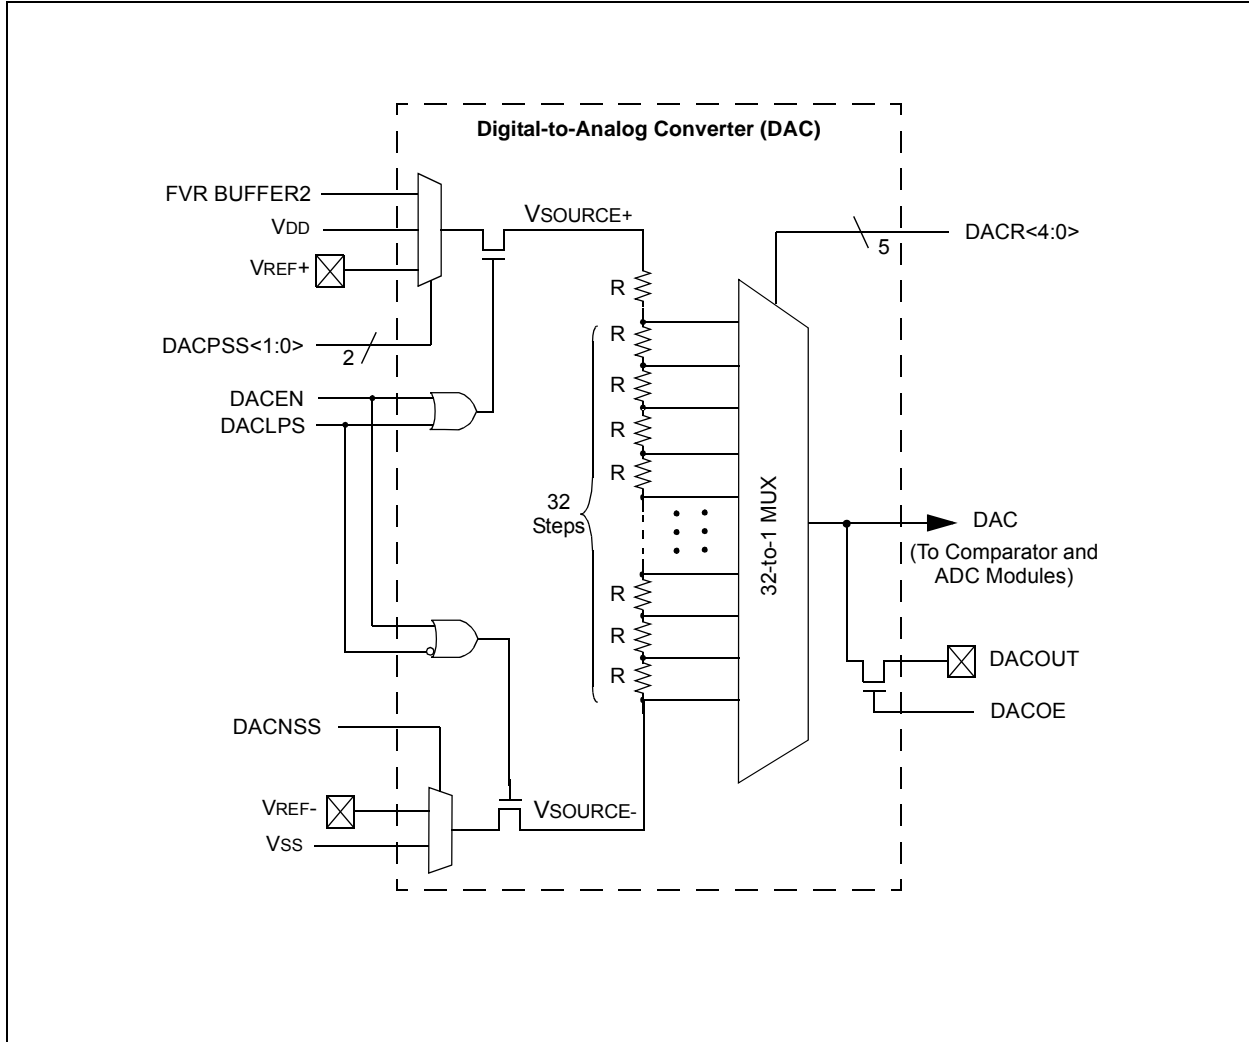 Digital-to-Analog Converter (DAC)
FVR BUFFER2
VDD
VREF+
DACPSS<1:0>
2
DACEN
DACLPS
VSOURCE+
R
R
R
R
R
32
Steps
R
R
R
32-to-1 MUX
5
DACR<4:0>
DAC
(To Comparator and
ADC Modules)
DACOUT
DACOE
DACNSS
VREF-
VSS
VSOURCE-